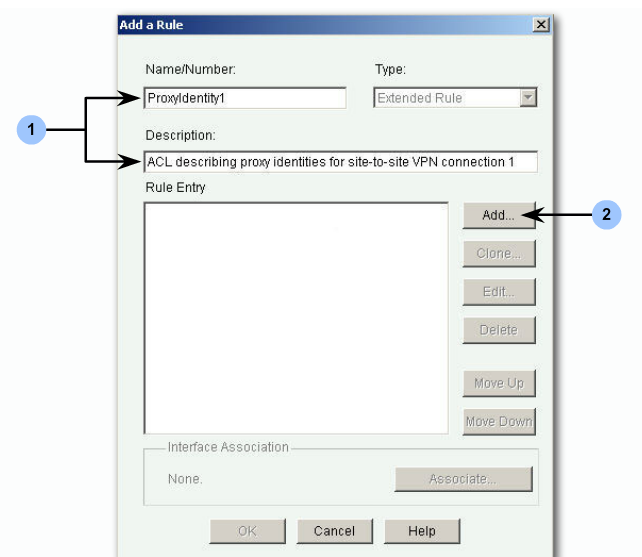 Add a Rule
Name/Number:
Type:
ProxyIdentity1
Extended Rule
1
Description:
ACL describing proxy identities for site-to-site VPN connection 1
Rule Entry
Add...
2
Clone...
Edit...
Delete
Move Up
Move Down
Interface Association
None.
Associate...
OK
Cancel
Help